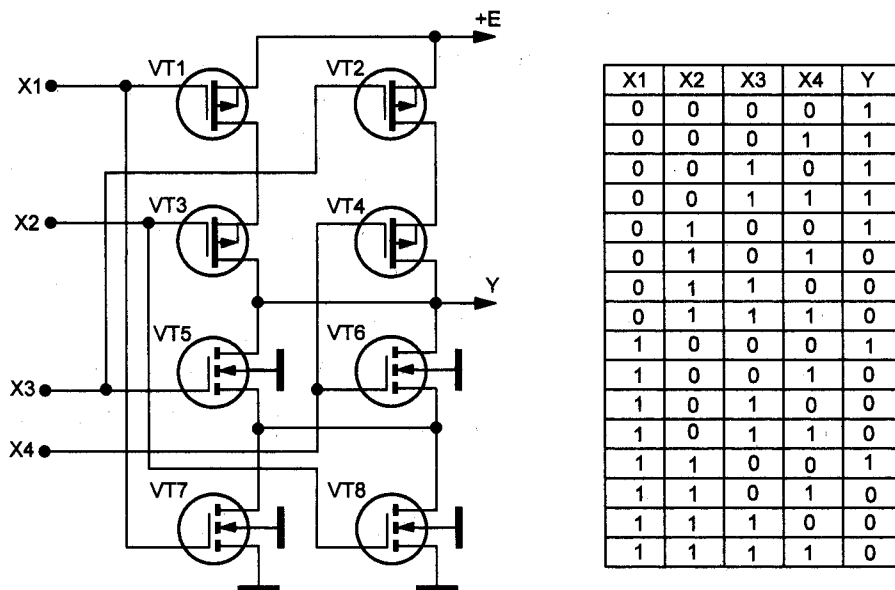 +E
VT1
VT2
X1
VT3
VT4
X2
Y
VT5
VT6
X3
X4
VT7
VT8
X1 X2 X3 X4 Y
0 0 0 0 1
0 0 0 1 1
0 0 1 0 1
0 0 1 1 1
0 1 0 0 1
0 1 0 1 0
0 1 1 0 0
0 1 1 1 0
1 0 0 0 1
1 0 0 1 0
1 0 1 0 0
1 0 1 1 0
1 1 0 0 1
1 1 0 1 0
1 1 1 0 0
1 1 1 1 0